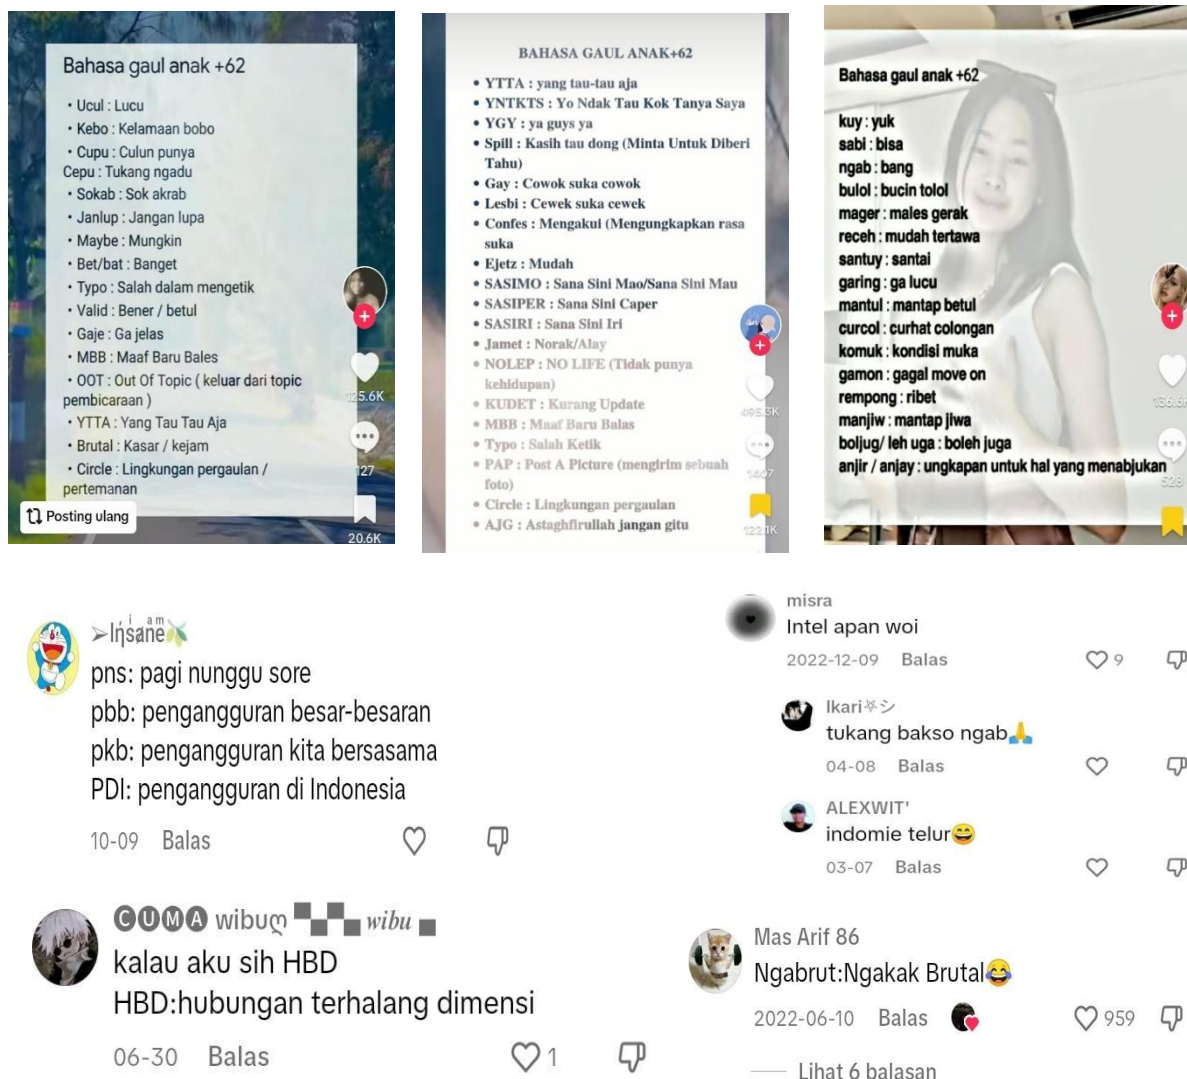 Bahasa gaul anak +62
• Ucul : Lucu
• Kebo : Kelamaan bobo
• Cupu : Culun punya
Cepu : Tukang ngadu
• Sokab : Sok akrab
• Janlup : Jangan lupa
• Maybe : Mungkin
• Bet/bat : Banget
• Typo : Salah dalam mengetik
• Valid : Bener / betul
• Gaje : Ga jelas
• MBB : Maaf Baru Bales
• OOT : Out Of Topic ( keluar dari topic
pembicaraan )
• YTTA : Yang Tau Tau Aja
• Brutal : Kasar / kejam
• Circle : Lingkungan pergaulan /
pertemanan
Posting ulang
125.6K
127
20.6K
BAHASA GAUL ANAK+62
• YTTA : yang tau-tau aja
• YNTKTS : Yo Ndak Tau Kok Tanya Saya
• YGY : ya guys ya
• Spill : Kasih tau dong (Minta Untuk Diberi
Tahu)
• Gay : Cowok suka cowok
• Lesbi : Cewek suka cewek
• Confes : Mengakui (Mengungkapkan rasa
suka
• Ejetz : Mudah
• SASIMO : Sana Sini Mao/Sana Sini Mau
• SASIPER : Sana Sini Caper
• SASIRI : Sana Sini Iri
• Jamet : Norak/Alay
• NOLEP : NO LIFE (Tidak punya
kehidupan)
• KUDET : Kurang Update
• MBB : Maaf Baru Balas
• Typo : Salah Ketik
• PAP : Post A Picture (mengirim sebuah
foto)
• Circle : Lingkungan pergaulan
• AJG : Astaghfirullah jangan gitu
495.3K
1407
122.1K
Bahasa gaul anak +62
kuy : yuk
sabi : bisa
ngab : bang
bulol : bucin tolol
mager : males gerak
receh : mudah tertawa
santuy : santai
garing : ga lucu
mantul : mantap betul
curcol : curhat colongan
komuk : kondisi muka
gamon : gagal move on
rempong : ribet
manjiw : mantap jiwa
boljug/ leh uga : boleh juga
anjir / anjay : ungkapan untuk hal yang menabjukan
528
pns: pagi nunggu sore
pbb: pengangguran besar-besaran
pkb: pengangguran kita bersasama
PDI: pengangguran di Indonesia
10-09 Balas
CUMA wibuღ wibu
kalau aku sih HBD
HBD:hubungan terhalang dimensi
06-30 Balas 1
misra
Intel apan woi
2022-12-09 Balas 9
Ikari⛧シ
tukang bakso ngab🙏
04-08 Balas
ALEXWIT'
indomie telur😄
03-07 Balas
Mas Arif 86
Ngabrut:Ngakak Brutal😂
2022-06-10 Balas 959
Lihat 6 balasan